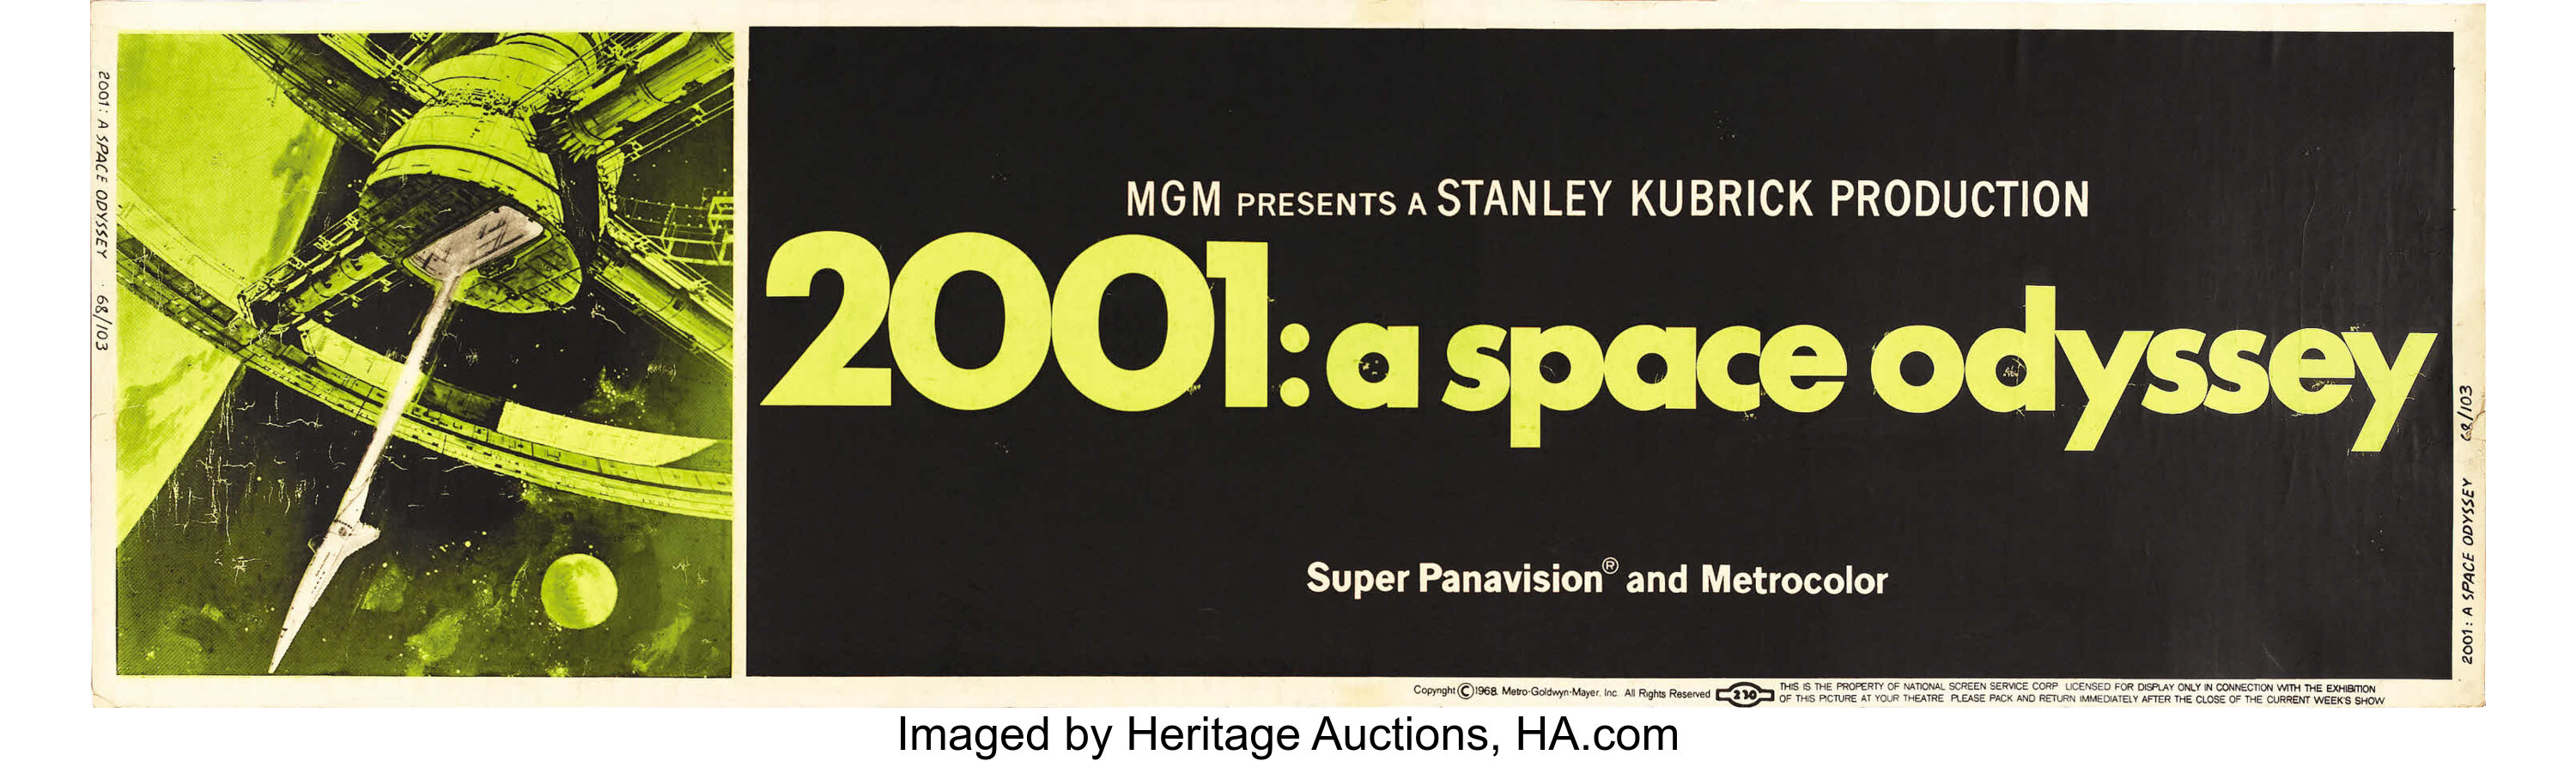 2001: A SPACE ODYSSEY 68/103
MGM PRESENTS A STANLEY KUBRICK PRODUCTION
2001: a space odyssey
Super Panavision® and Metrocolor
2001: A SPACE ODYSSEY 68/103
Copyright © 1968. Metro-Goldwyn-Mayer, Inc. All Rights Reserved
230
THIS IS THE PROPERTY OF NATIONAL SCREEN SERVICE CORP LICENSED FOR DISPLAY ONLY IN CONNECTION WITH THE EXHIBITION
OF THIS PICTURE AT YOUR THEATRE PLEASE PACK AND RETURN IMMEDIATELY AFTER THE CLOSE OF THE CURRENT WEEK'S SHOW
Imaged by Heritage Auctions, HA.com